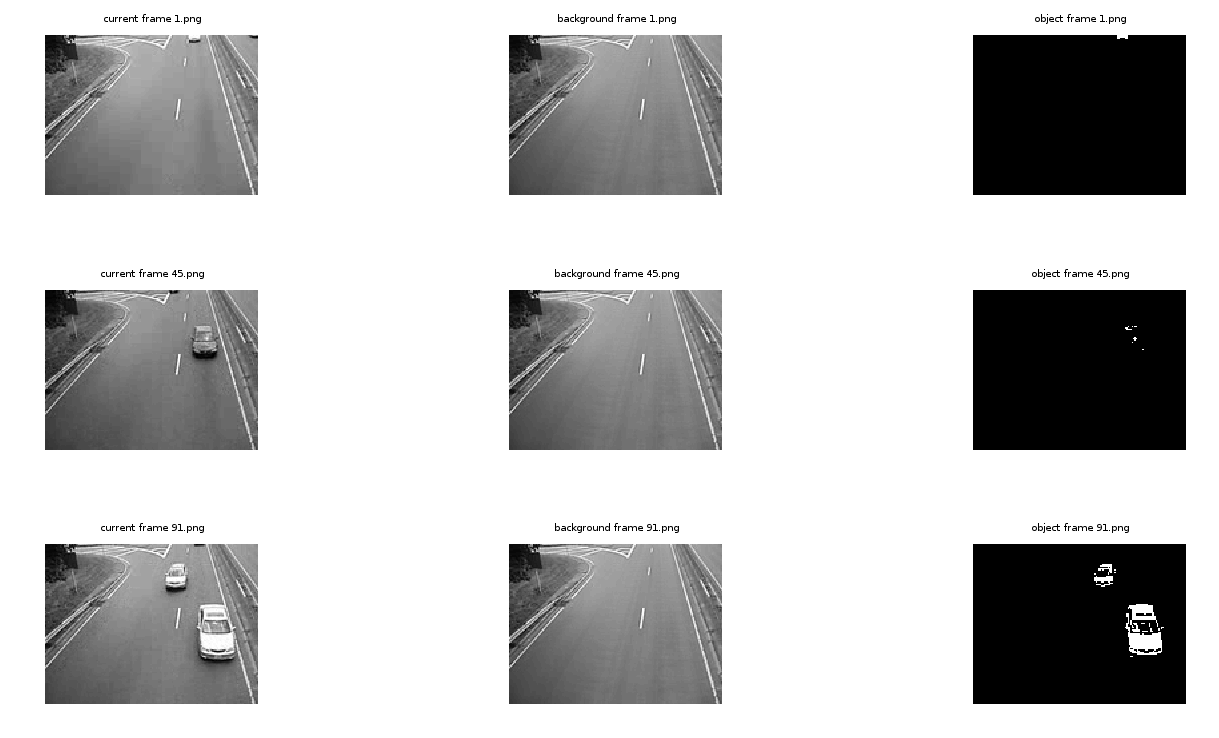 current frame 1.png
background frame 1.png
object frame 1.png
current frame 45.png
background frame 45.png
object frame 45.png
current frame 91.png
background frame 91.png
object frame 91.png